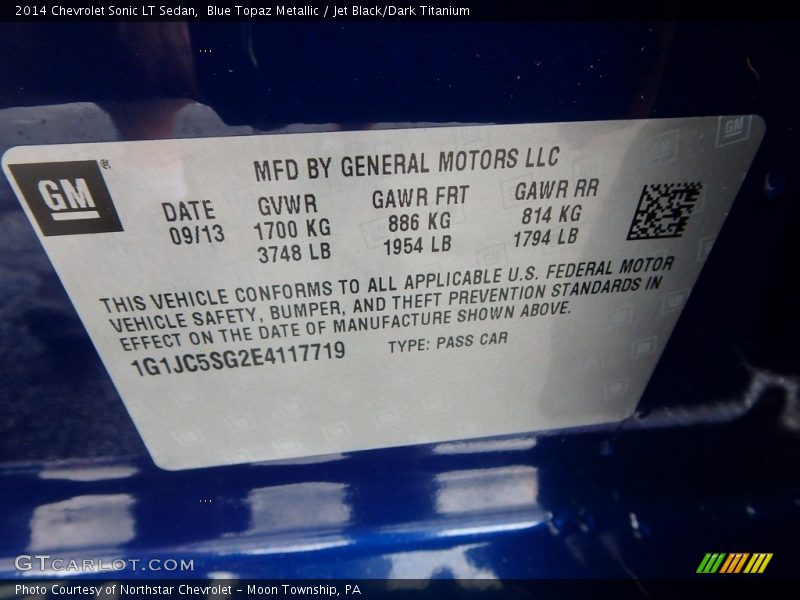 2014 Chevrolet Sonic LT Sedan,  Blue Topaz Metallic / Jet Black/Dark Titanium
GM®
MFD BY GENERAL MOTORS LLC
DATE GVWR GAWR FRT GAWR RR
09/13 1700 KG 886 KG 814 KG
3748 LB 1954 LB 1794 LB
THIS VEHICLE CONFORMS TO ALL APPLICABLE U.S. FEDERAL MOTOR
VEHICLE SAFETY, BUMPER, AND THEFT PREVENTION STANDARDS IN
EFFECT ON THE DATE OF MANUFACTURE SHOWN ABOVE.
1G1JC5SG2E4117719 TYPE: PASS CAR
GTCARLOT.COM
Photo Courtesy of Northstar Chevrolet - Moon Township, PA